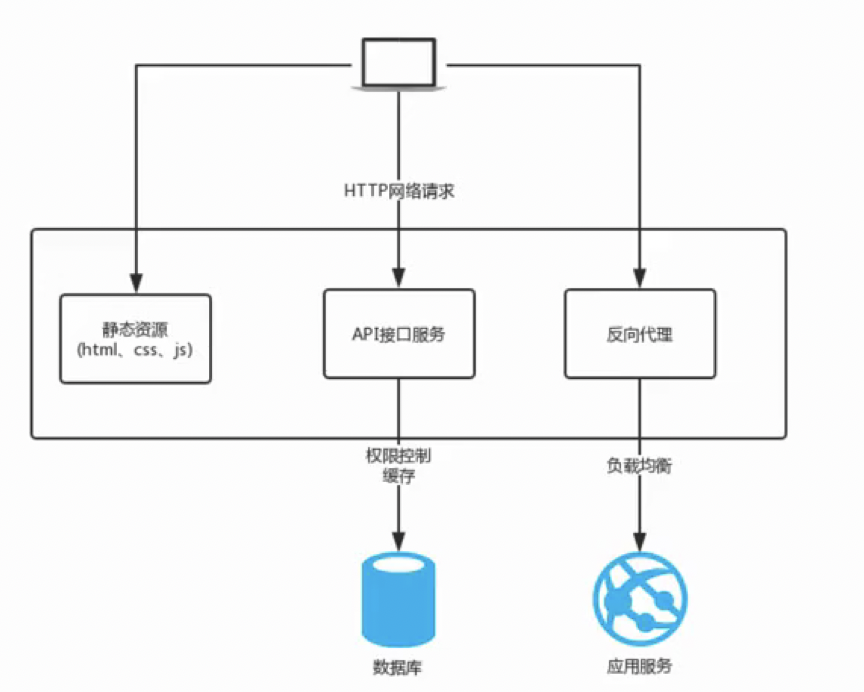 HTTP网络请求
静态资源
(html、css、js)
API接口服务
反向代理
权限控制
缓存
负载均衡
数据库
应用服务